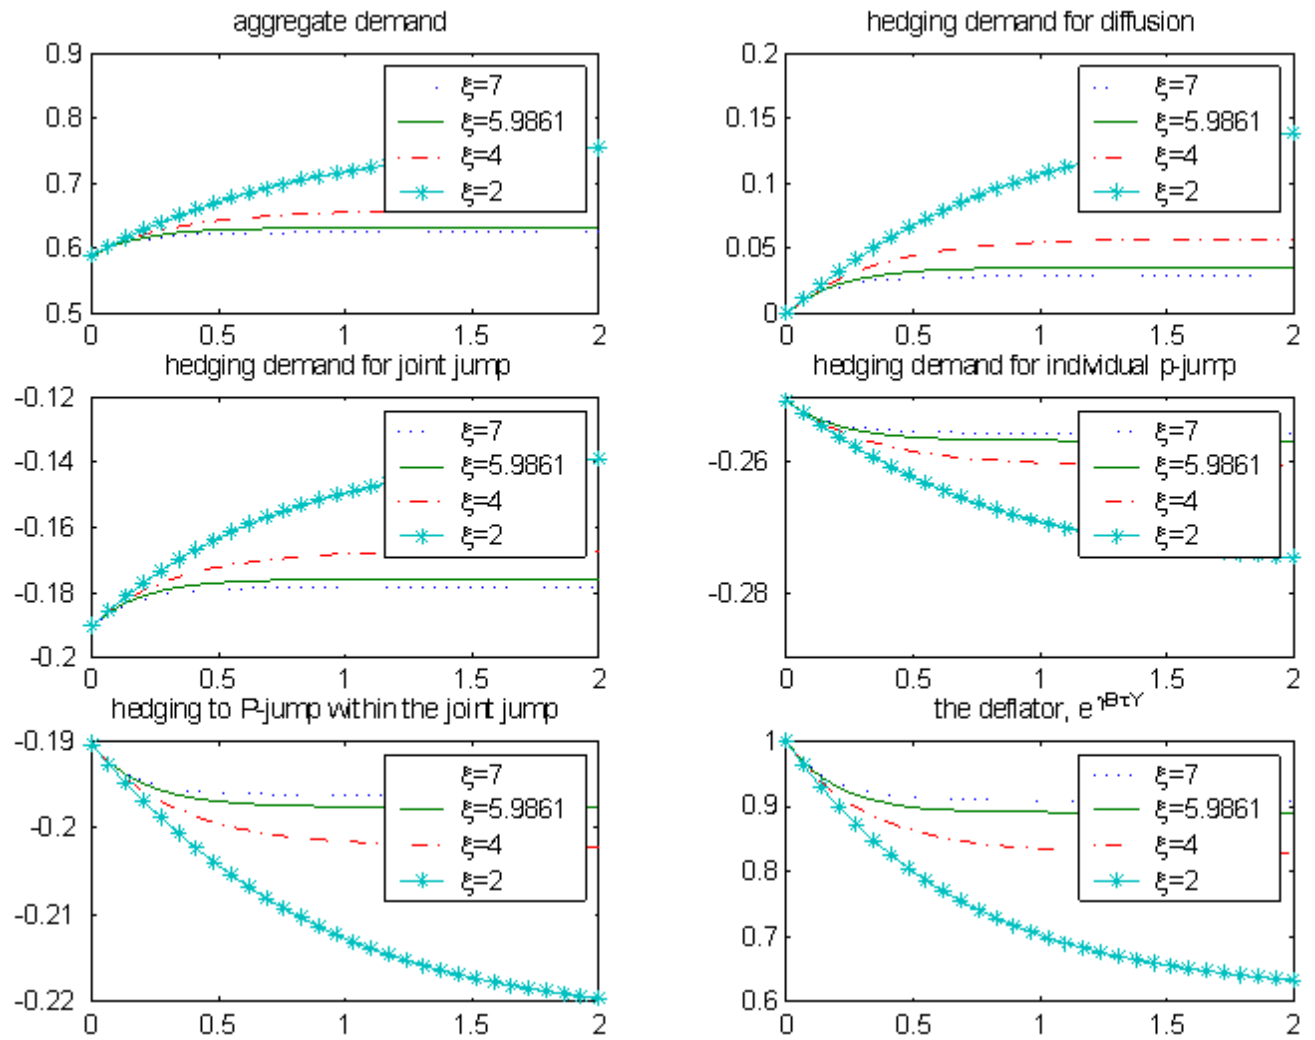 aggregate demand
0.9
0.8
0.7
0.6
0.5
0 0.5 1 1.5 2
ξ=7
ξ=5.9861
ξ=4
ξ=2
hedging demand for diffusion
0.2
0.15
0.1
0.05
0
0 0.5 1 1.5 2
ξ=7
ξ=5.9861
ξ=4
ξ=2
hedging demand for joint jump
-0.12
-0.14
-0.16
-0.18
-0.2
0 0.5 1 1.5 2
ξ=7
ξ=5.9861
ξ=4
ξ=2
hedging demand for individual p-jump
-0.26
-0.28
0 0.5 1 1.5 2
ξ=7
ξ=5.9861
ξ=4
ξ=2
hedging to P-jump within the joint jump
-0.19
-0.2
-0.21
-0.22
0 0.5 1 1.5 2
ξ=7
ξ=5.9861
ξ=4
ξ=2
the deflator, e
1
0.9
0.8
0.7
0.6
0 0.5 1 1.5 2
ξ=7
ξ=5.9861
ξ=4
ξ=2